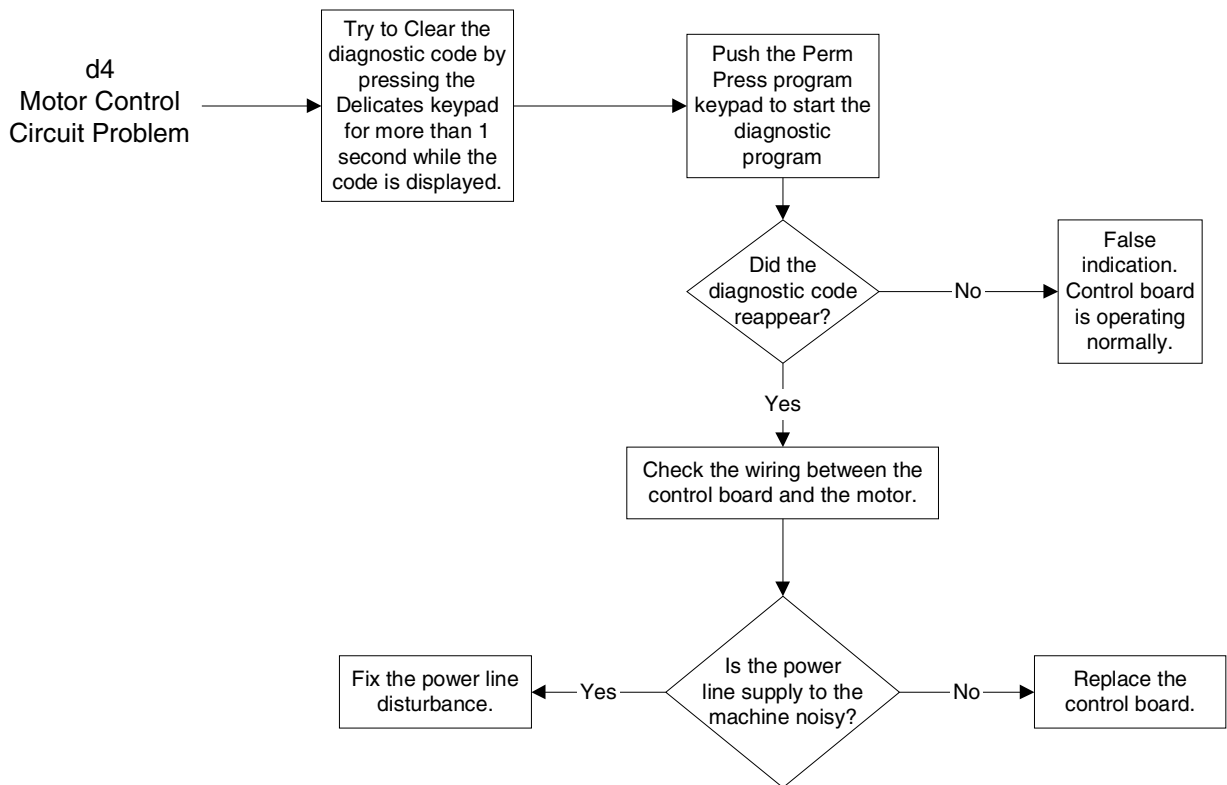 d4
Motor Control
Circuit Problem
Try to Clear the
diagnostic code by
pressing the
Delicates keypad
for more than 1
second while the
code is displayed.
Push the Perm
Press program
keypad to start the
diagnostic
program
Did the
diagnostic code
reappear?
No
False
indication.
Control board
is operating
normally.
Yes
Check the wiring between the
control board and the motor.
Is the power
line supply to the
machine noisy?
Yes
Fix the power line
disturbance.
No
Replace the
control board.